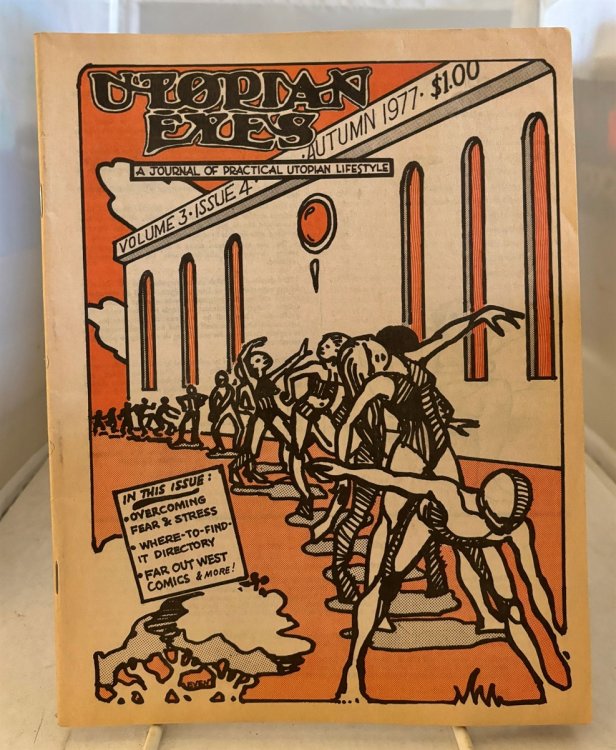 UTOPIAN
EYES
A JOURNAL OF PRACTICAL UTOPIAN LIFESTYLE
VOLUME 3 · ISSUE 4 · AUTUMN 1977 · $1.00
IN THIS ISSUE:
• OVERCOMING
FEAR & STRESS
• WHERE-TO-FIND-
IT DIRECTORY
• FAR OUT WEST
COMICS & MORE!
EVEN